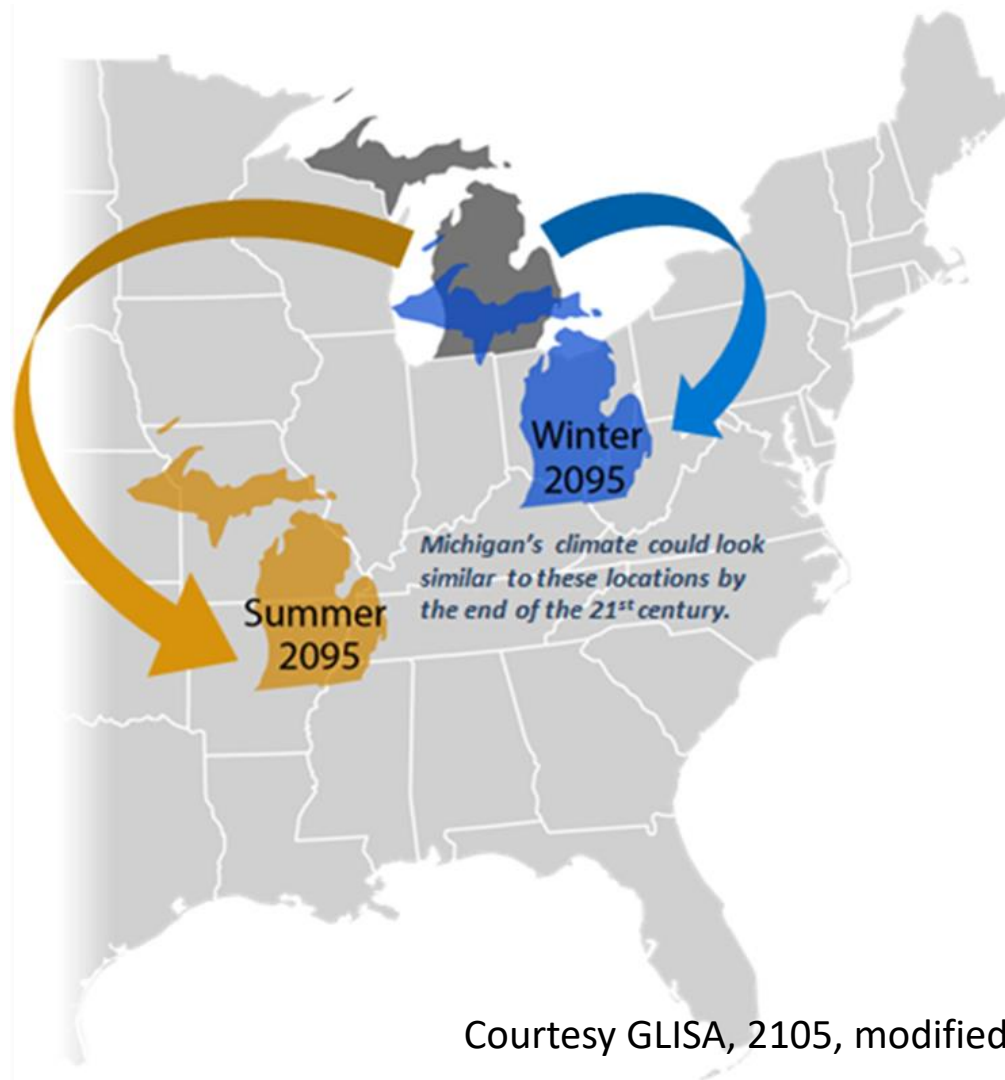 Winter
2095
Michigan's climate could look
similar to these locations by
the end of the 21st century.
Summer
2095
Courtesy GLISA, 2105, modified